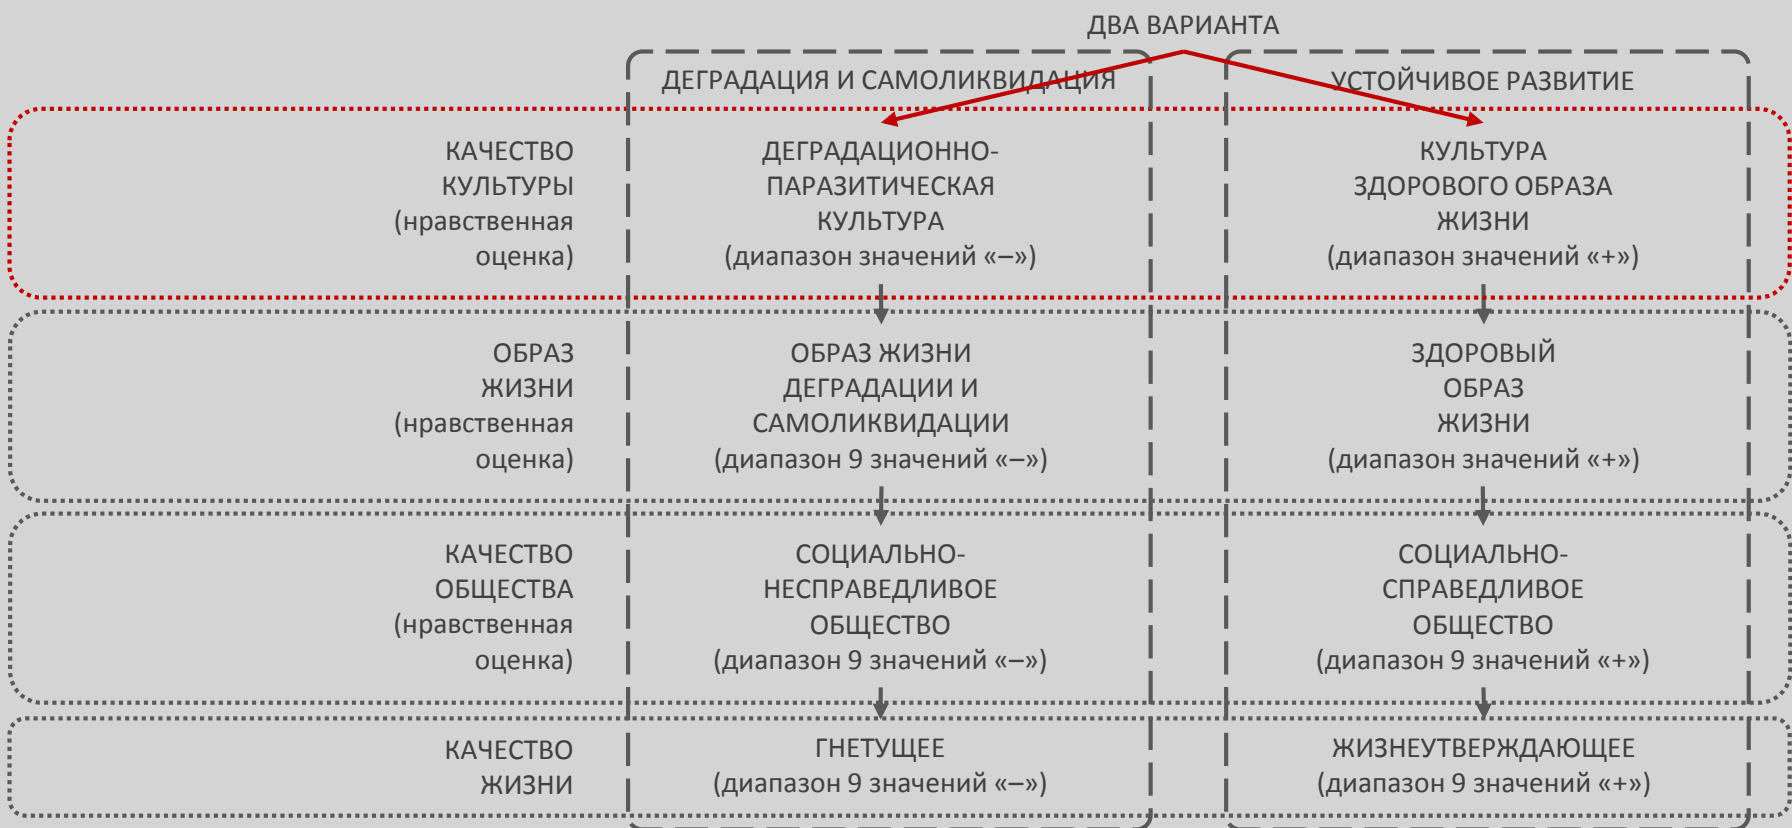 ДВА ВАРИАНТА
ДЕГРАДАЦИЯ И САМОЛИКВИДАЦИЯ
УСТОЙЧИВОЕ РАЗВИТИЕ
КАЧЕСТВО
КУЛЬТУРЫ
(нравственная
оценка)
ДЕГРАДАЦИОННО-
ПАРАЗИТИЧЕСКАЯ
КУЛЬТУРА
(диапазон значений «–»)
КУЛЬТУРА
ЗДОРОВОГО ОБРАЗА
ЖИЗНИ
(диапазон значений «+»)
ОБРАЗ
ЖИЗНИ
(нравственная
оценка)
ОБРАЗ ЖИЗНИ
ДЕГРАДАЦИИ И
САМОЛИКВИДАЦИИ
(диапазон 9 значений «–»)
ЗДОРОВЫЙ
ОБРАЗ
ЖИЗНИ
(диапазон значений «+»)
КАЧЕСТВО
ОБЩЕСТВА
(нравственная
оценка)
СОЦИАЛЬНО-
НЕСПРАВЕДЛИВОЕ
ОБЩЕСТВО
(диапазон 9 значений «–»)
СОЦИАЛЬНО-
СПРАВЕДЛИВОЕ
ОБЩЕСТВО
(диапазон 9 значений «+»)
КАЧЕСТВО
ЖИЗНИ
ГНЕТУЩЕЕ
(диапазон 9 значений «–»)
ЖИЗНЕУТВЕРЖДАЮЩЕЕ
(диапазон 9 значений «+»)